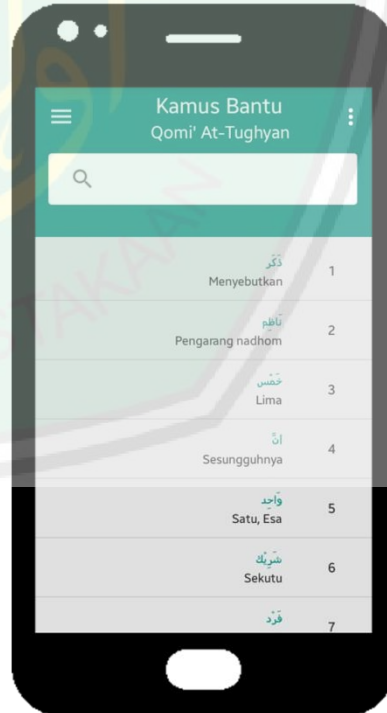 Kamus Bantu
Qomi' At-Tughyan
ذَكَر 1
Menyebutkan
نَاظِم 2
Pengarang nadhom
خَمْس 3
Lima
اِنَّ 4
Sesungguhnya
وَاحِد 5
Satu, Esa
شَرِيْك 6
Sekutu
فَرْد 7